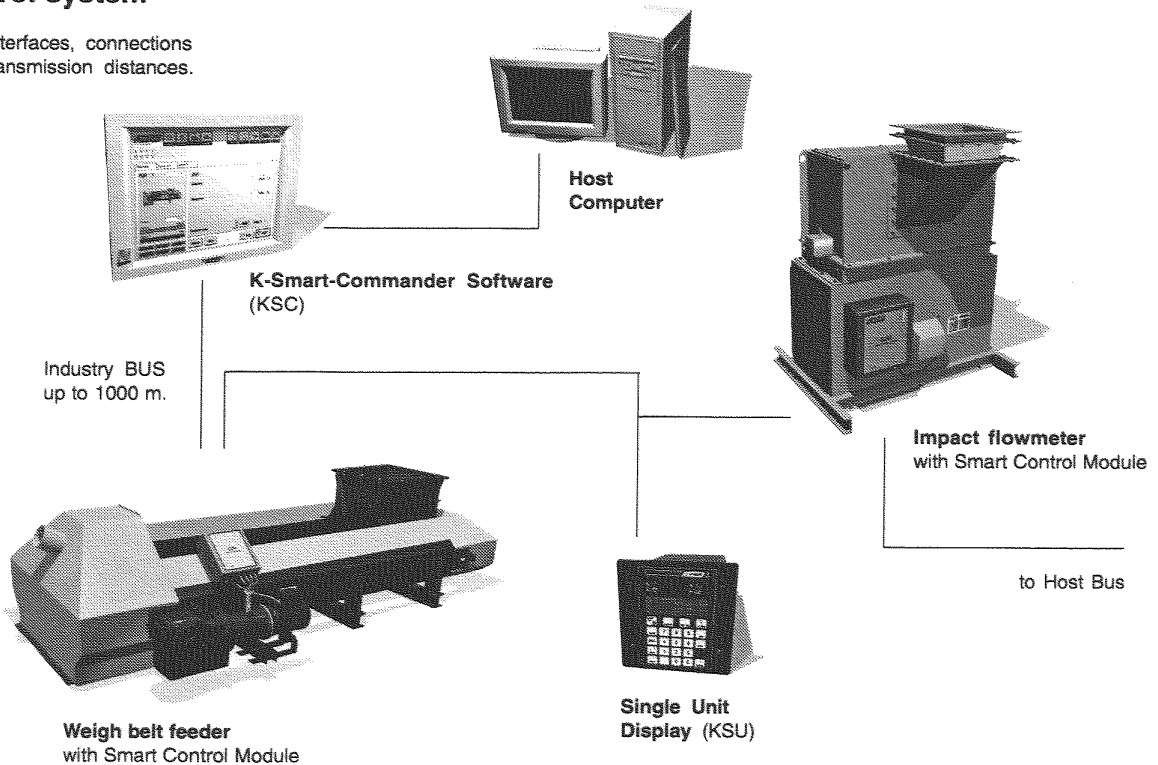 terfaces, connections
ansmission distances.
Host
Computer
K-Smart-Commander Software
(KSC)
Industry BUS
up to 1000 m.
Impact flowmeter
with Smart Control Module
to Host Bus
Single Unit
Display (KSU)
Weigh belt feeder
with Smart Control Module